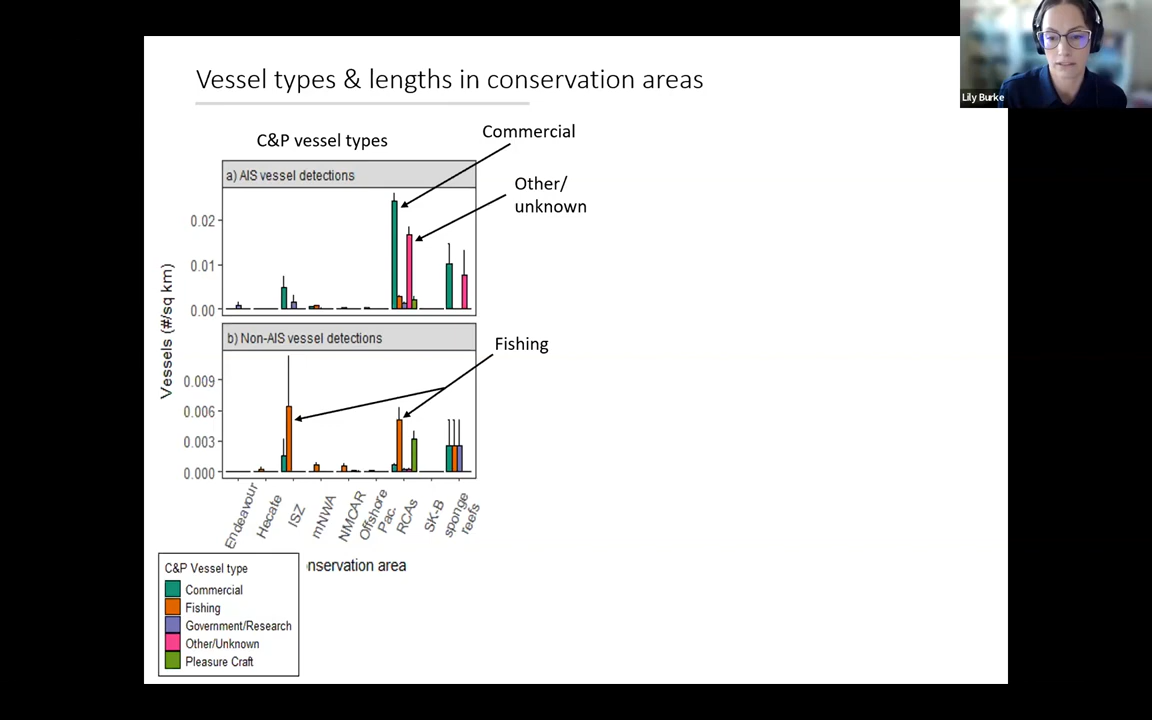 Vessel types & lengths in conservation areas
Lily Burke
C&P vessel types
Commercial
Other/
unknown
a) AIS vessel detections
0.02
0.01
0.00
Vessels (#/sq km)
b) Non-AIS vessel detections
Fishing
0.009
0.006
0.003
0.000
Endeavour
Hecate
ISZ
mNWA
NMCAR
Offshore
Pac.
RCAs
SK-B
sponge
reefs
nservation area
C&P Vessel type
Commercial
Fishing
Government/Research
Other/Unknown
Pleasure Craft